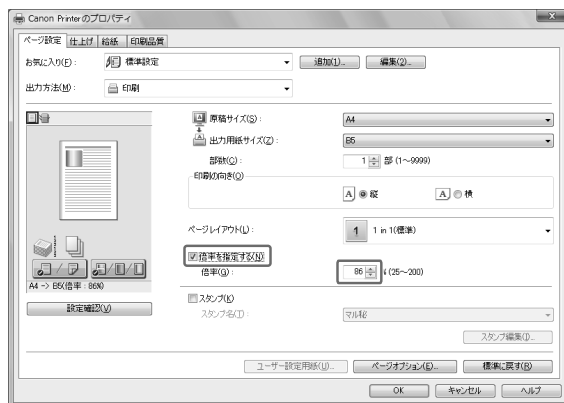 Canon Printerのプロパティ
ページ設定 仕上げ 給紙 印刷品質
お気に入り(F): 標準設定 追加(1)... 編集(2)...
出力方法(M): 印刷
原稿サイズ(S): A4
出力用紙サイズ(Z): B5
部数(C): 1 部 (1～9999)
印刷の向き(O)
A 縦 A 横
ページレイアウト(L): 1 1 in 1(標準)
倍率を指定する(N)
倍率(G): 86 % (25～200)
A4 -> B5(倍率 : 86%)
設定確認(V)
スタンプ(K)
スタンプ名(T): マル秘
スタンプ編集(I)...
ユーザー設定用紙(U)... ページオプション(E)... 標準に戻す(R)
OK キャンセル ヘルプ